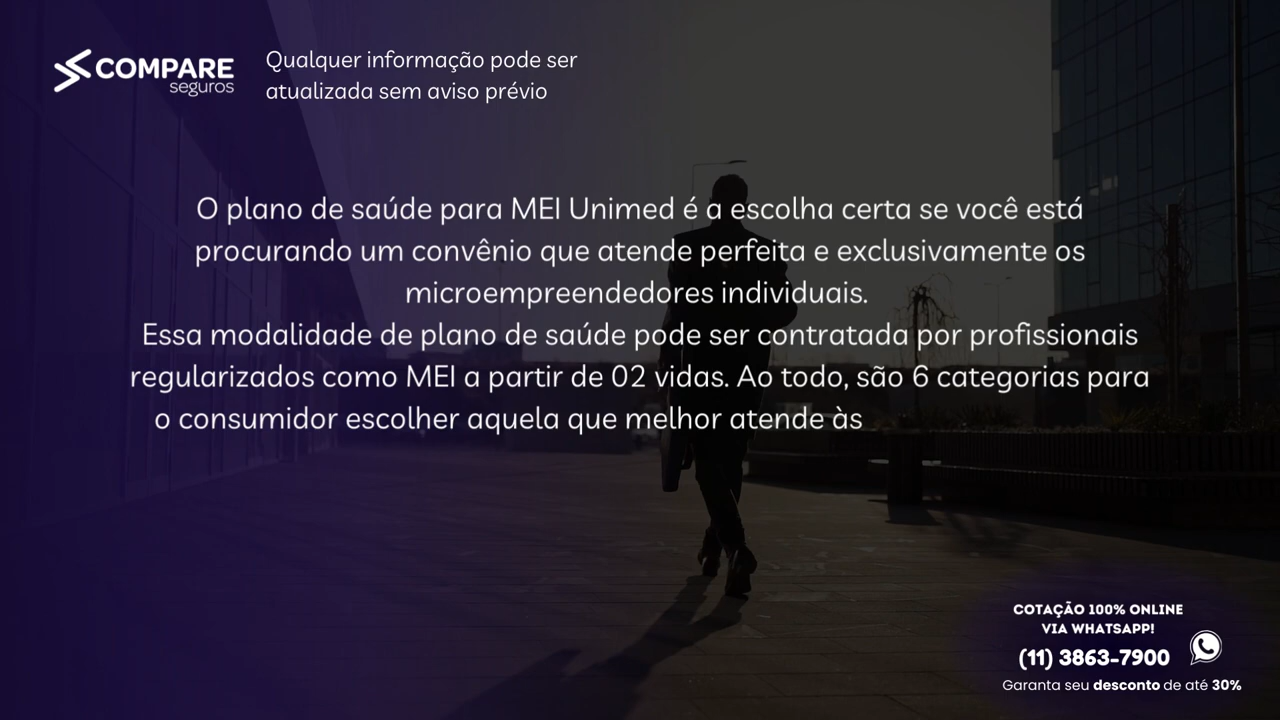 COMPARE
seguros
Qualquer informação pode ser
atualizada sem aviso prévio
O plano de saúde para MEI Unimed é a escolha certa se você está
procurando um convênio que atende perfeita e exclusivamente os
microempreendedores individuais.
Essa modalidade de plano de saúde pode ser contratada por profissionais
regularizados como MEI a partir de 02 vidas. Ao todo, são 6 categorias para
o consumidor escolher aquela que melhor atende às
COTAÇÃO 100% ONLINE
VIA WHATSAPP!
(11) 3863-7900
Garanta seu desconto de até 30%